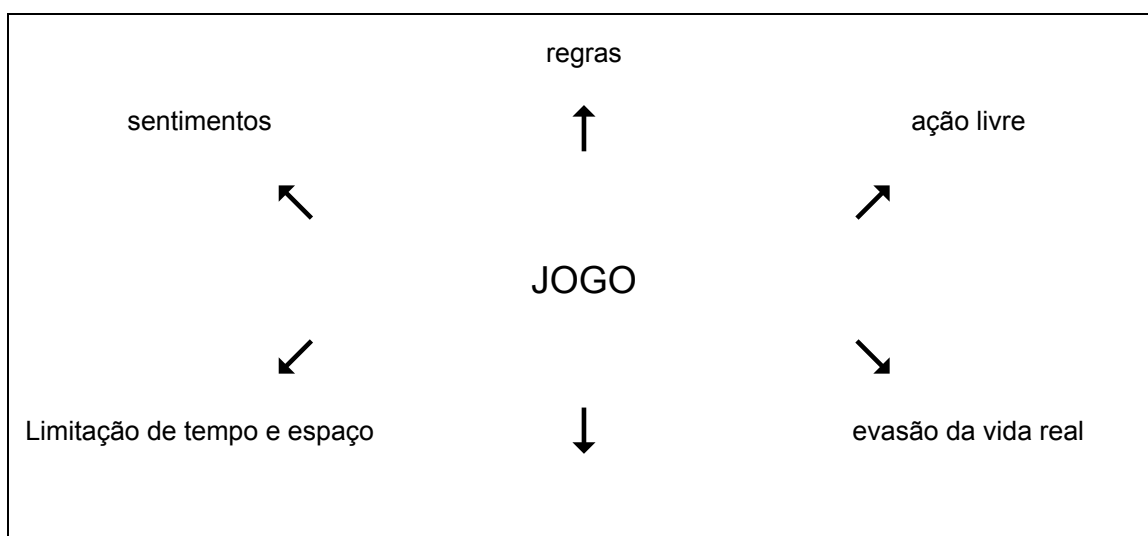 regras
sentimentos
ação livre
JOGO
Limitação de tempo e espaço
evasão da vida real